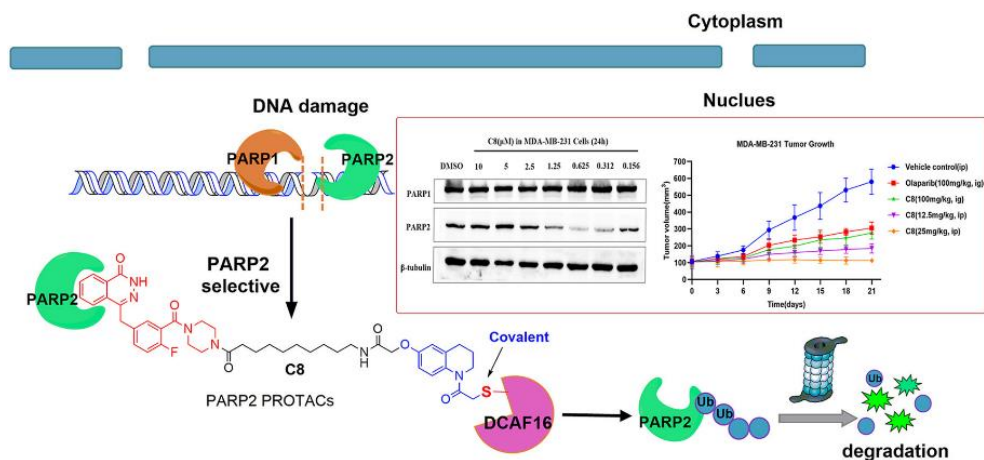 Cytoplasm
Nuclues
DNA damage
PARP1
PARP2
C8(μM) in MDA-MB-231 Cells (24h)
DMSO 10 5 2.5 1.25 0.625 0.312 0.156
PARP1
PARP2
β-tubulin
MDA-MB-231 Tumor Growth
Tumor volume(mm³)
700
600
500
400
300
200
100
0
0 3 6 9 12 15 18 21
Time(days)
Vehicle control(ip)
Olaparib(100mg/kg, ig)
C8(100mg/kg, ig)
C8(12.5mg/kg, ip)
C8(25mg/kg, ip)
PARP2
selective
PARP2
O
NH
N
F
O
N
N
O
C8
N
H
O
O
N
O
S
Covalent
PARP2 PROTACs
DCAF16
PARP2
Ub
Ub
Ub
degradation